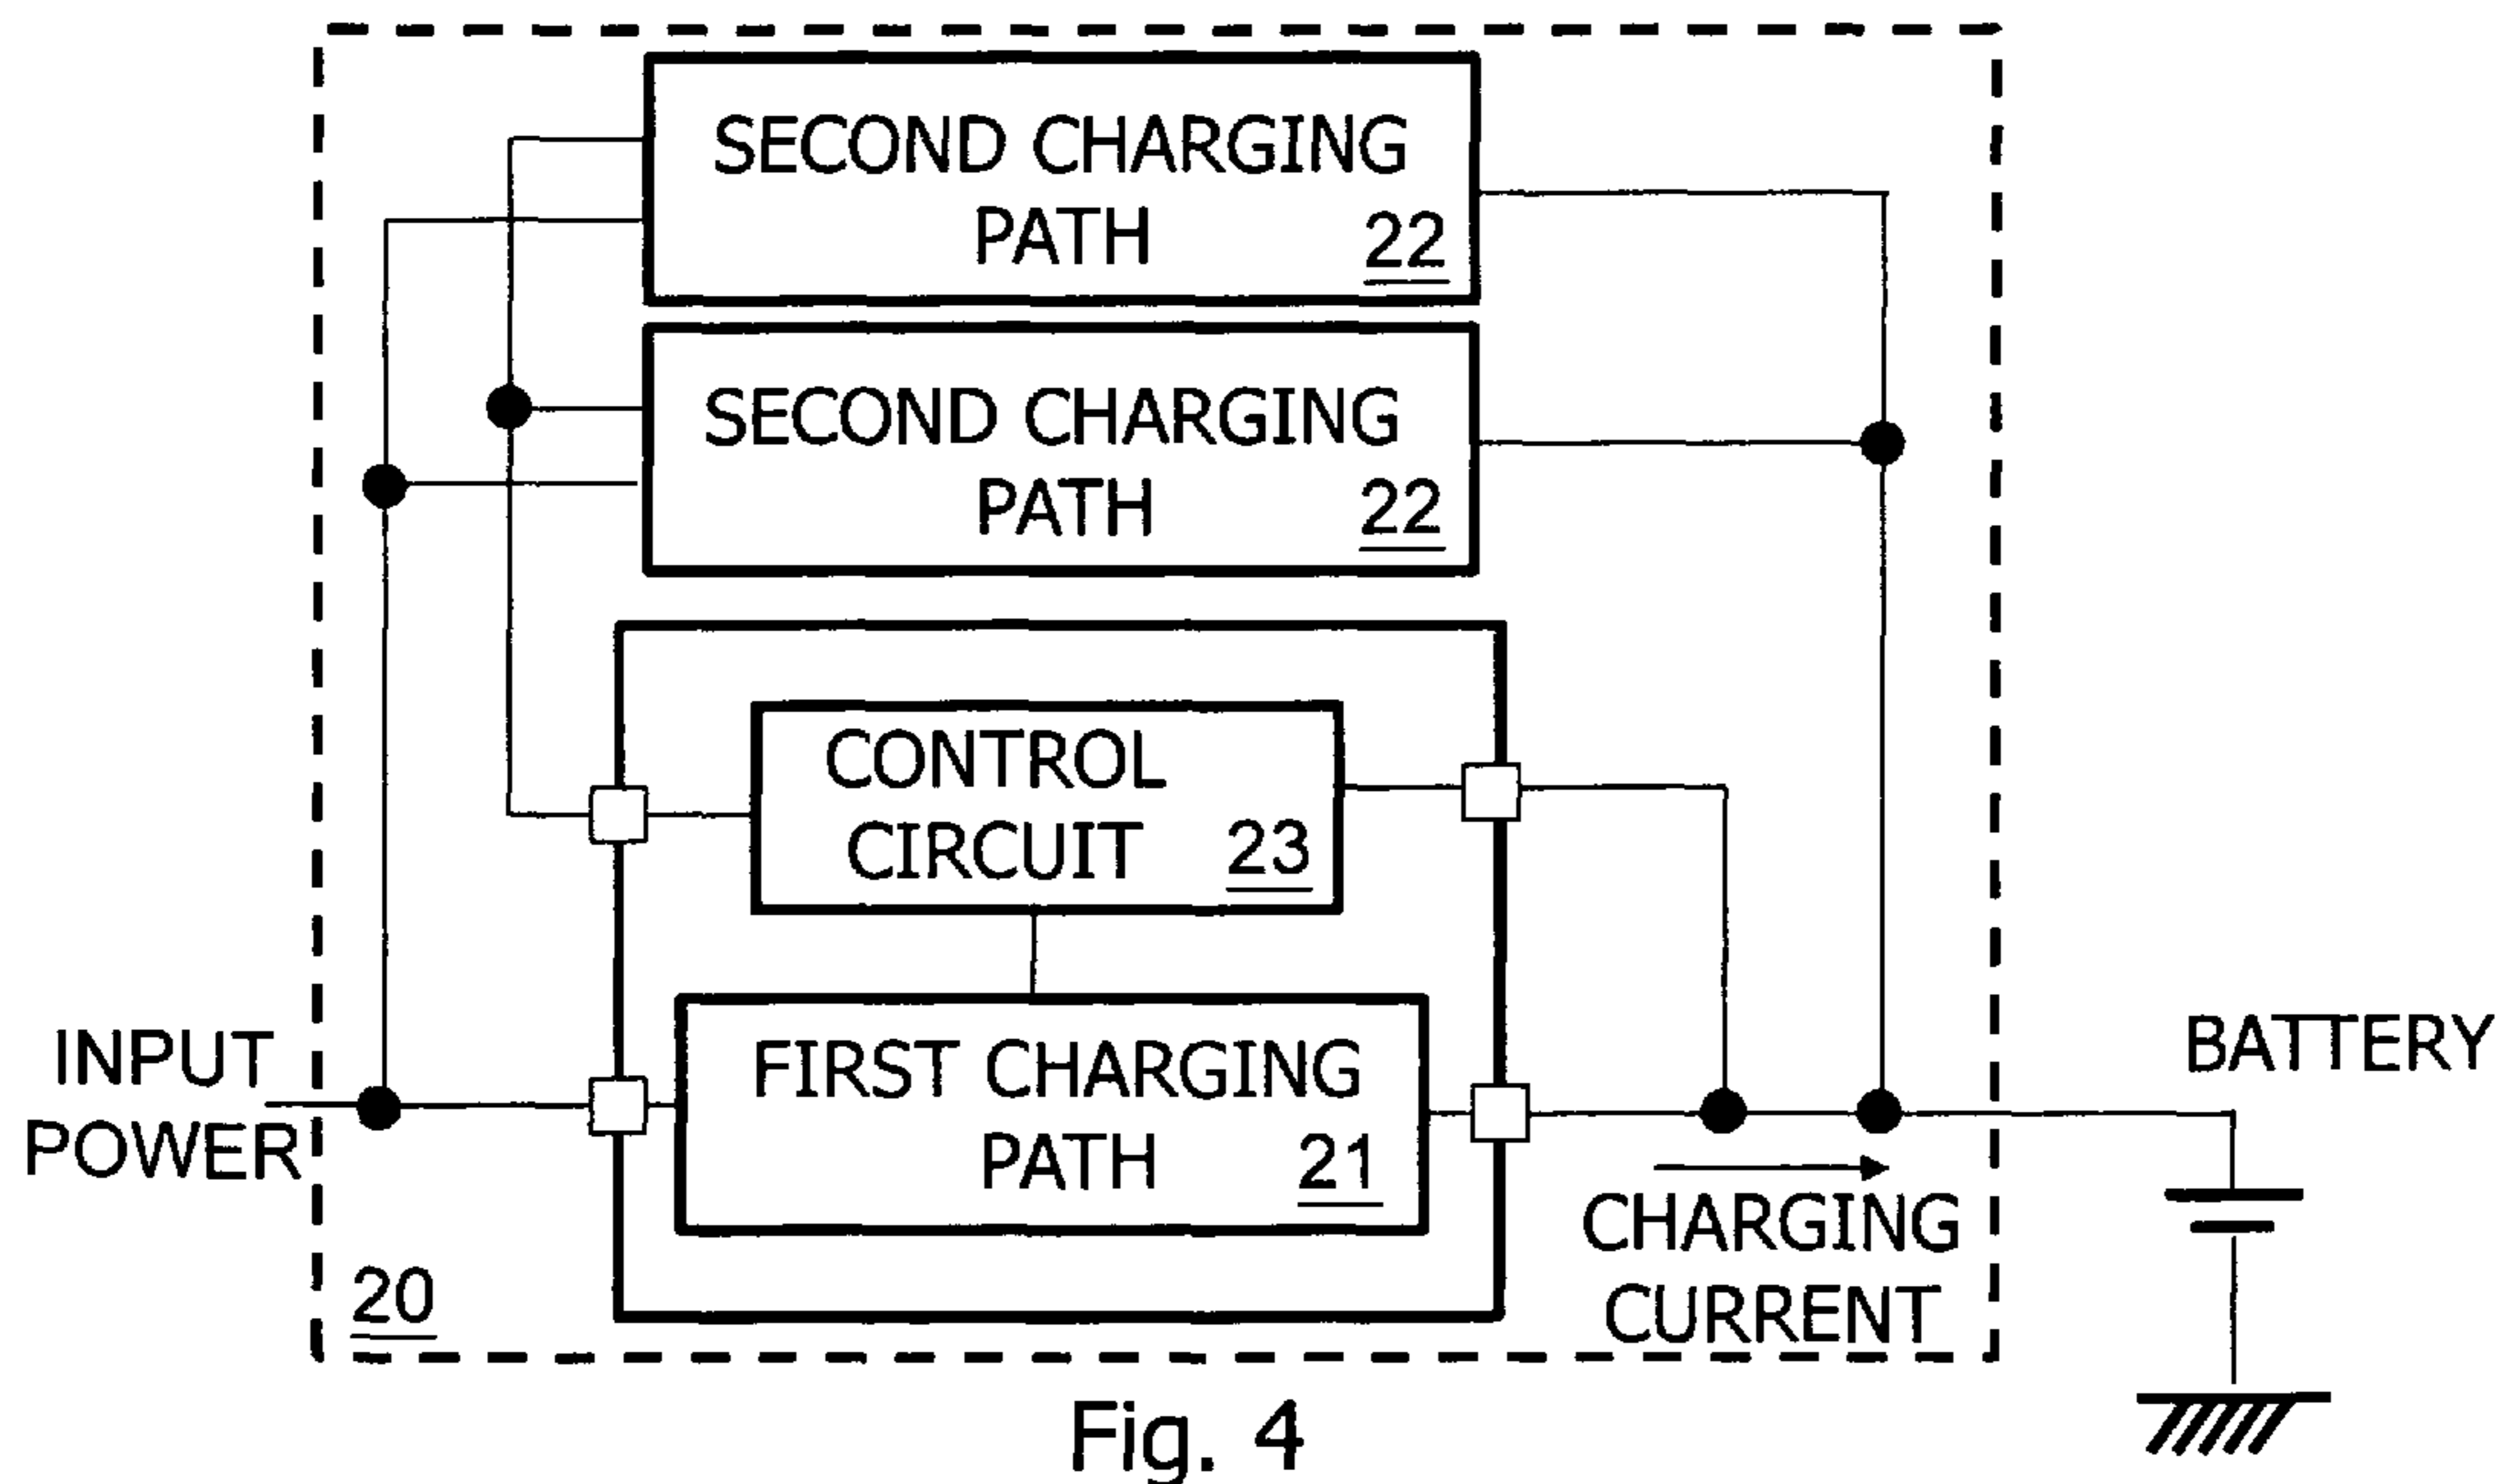 SECOND CHARGING
PATH 22
SECOND CHARGING
PATH 22
CONTROL
CIRCUIT 23
FIRST CHARGING
PATH 21
INPUT
POWER
BATTERY
CHARGING
CURRENT
20
Fig. 4